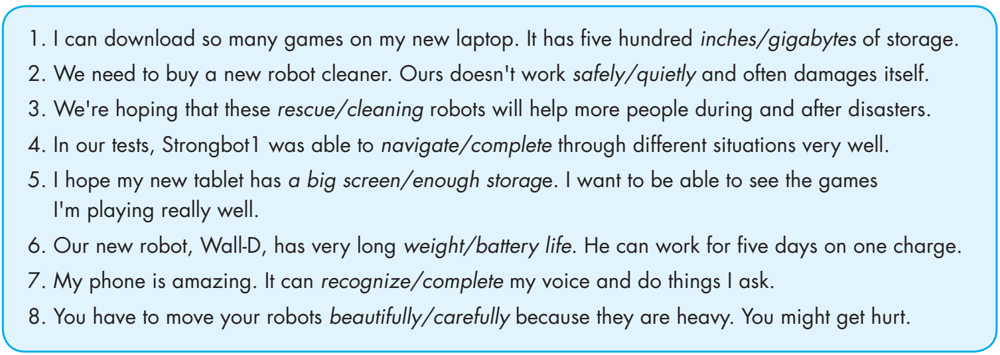 1. I can download so many games on my new laptop. It has five hundred inches/gigabytes of storage.
2. We need to buy a new robot cleaner. Ours doesn't work safely/quietly and often damages itself.
3. We're hoping that these rescue/cleaning robots will help more people during and after disasters.
4. In our tests, Strongbot1 was able to navigate/complete through different situations very well.
5. I hope my new tablet has a big screen/enough storage. I want to be able to see the games
I'm playing really well.
6. Our new robot, Wall-D, has very long weight/battery life. He can work for five days on one charge.
7. My phone is amazing. It can recognize/complete my voice and do things I ask.
8. You have to move your robots beautifully/carefully because they are heavy. You might get hurt.